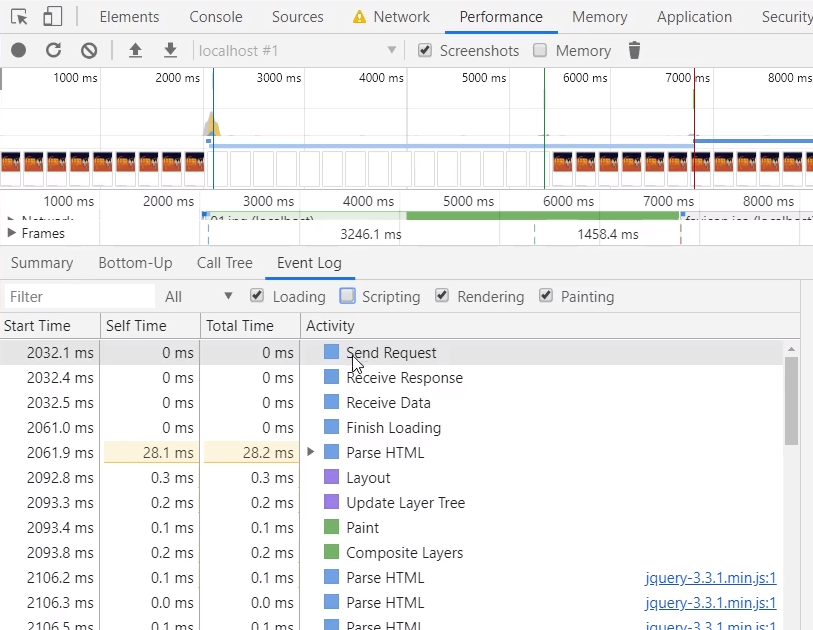 Elements Console Sources Network Performance Memory Application Security
localhost #1 Screenshots Memory
1000 ms 2000 ms 3000 ms 4000 ms 5000 ms 6000 ms 7000 ms 8000 ms
1000 ms 2000 ms 3000 ms 4000 ms 5000 ms 6000 ms 7000 ms 8000 ms
Network 01.jpg (localhost) favicon.ico (localhost)
Frames 3246.1 ms 1458.4 ms
Summary Bottom-Up Call Tree Event Log
Filter All Loading Scripting Rendering Painting
Start Time Self Time Total Time Activity
2032.1 ms 0 ms 0 ms Send Request
2032.4 ms 0 ms 0 ms Receive Response
2032.5 ms 0 ms 0 ms Receive Data
2061.0 ms 0 ms 0 ms Finish Loading
2061.9 ms 28.1 ms 28.2 ms Parse HTML
2092.8 ms 0.3 ms 0.3 ms Layout
2093.3 ms 0.2 ms 0.2 ms Update Layer Tree
2093.4 ms 0.1 ms 0.1 ms Paint
2093.8 ms 0.2 ms 0.2 ms Composite Layers
2106.2 ms 0.1 ms 0.1 ms Parse HTML jquery-3.3.1.min.js:1
2106.3 ms 0.0 ms 0.0 ms Parse HTML jquery-3.3.1.min.js:1
2106.5 ms 0.1 ms 0.1 ms Parse HTML jquery-3.3.1.min.js:1